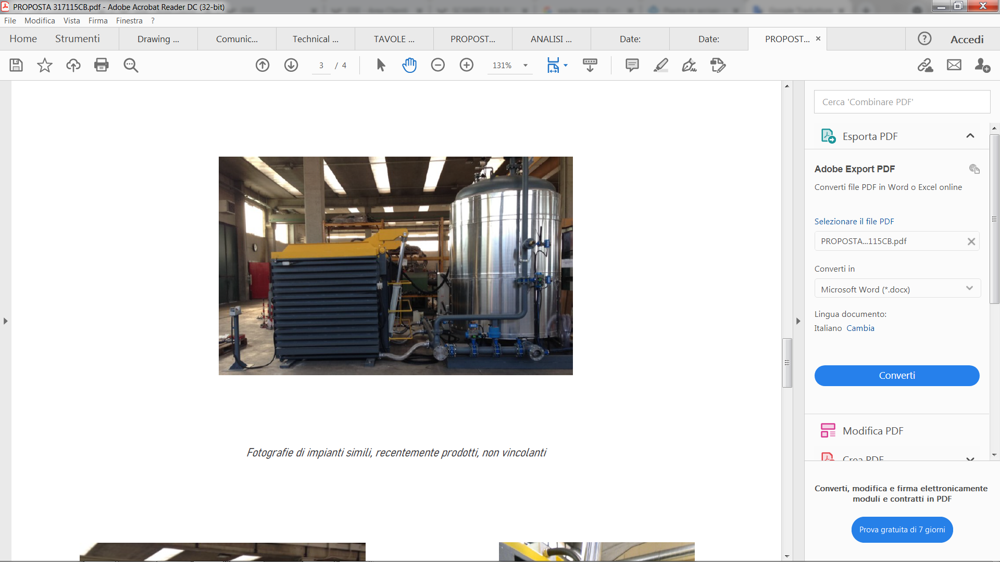 PROPOSTA 317115CB.pdf - Adobe Acrobat Reader DC (32-bit)
File Modifica Vista Firma Finestra ?
Home Strumenti Drawing ... Comunic... Technical ... TAVOLE ... PROPOST... ANALISI ... Date: Date: PROPOST... Accedi
3 / 4 131%
Cerca 'Combinare PDF'
Esporta PDF
Adobe Export PDF
Converti file PDF in Word o Excel online
Selezionare il file PDF
PROPOSTA...115CB.pdf
Converti in
Microsoft Word (*.docx)
Lingua documento:
Italiano Cambia
Converti
Modifica PDF
Crea PDF
Converti, modifica e firma elettronicamente
moduli e contratti in PDF
Prova gratuita di 7 giorni
Fotografie di impianti simili, recentemente prodotti, non vincolanti